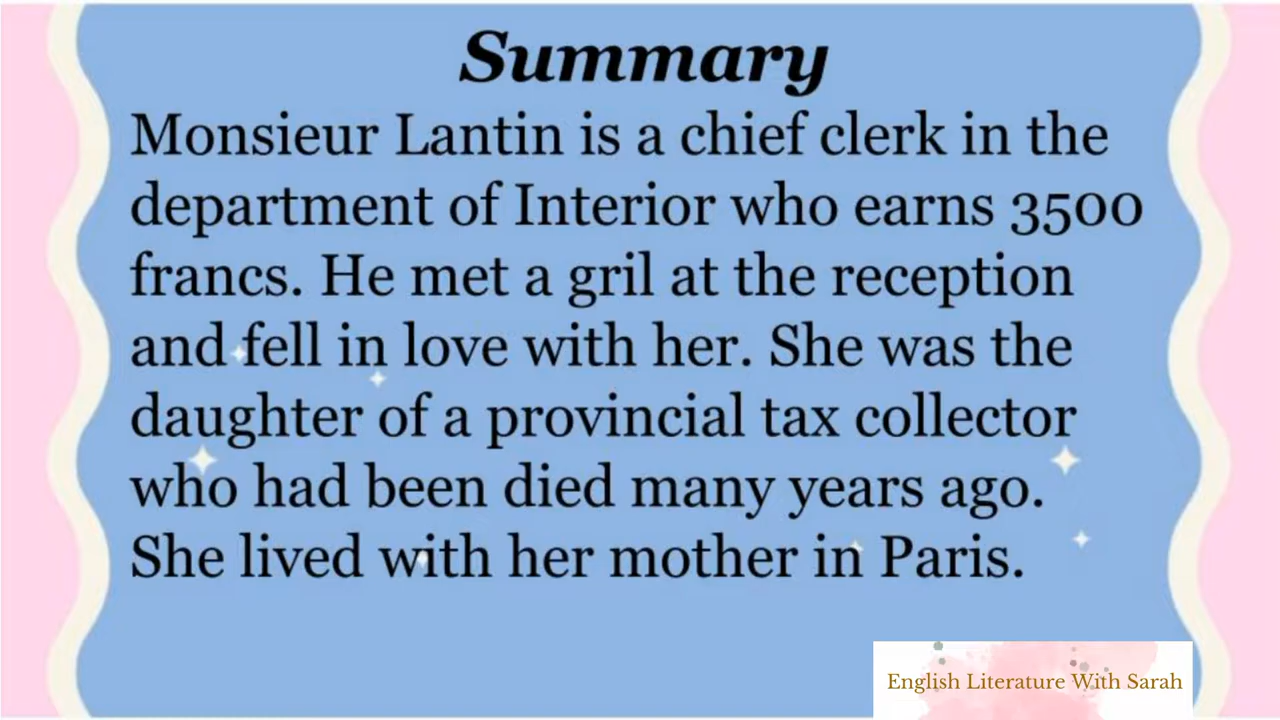 Summary
Monsieur Lantin is a chief clerk in the
department of Interior who earns 3500
francs. He met a gril at the reception
and fell in love with her. She was the
daughter of a provincial tax collector
who had been died many years ago.
She lived with her mother in Paris.
English Literature With Sarah